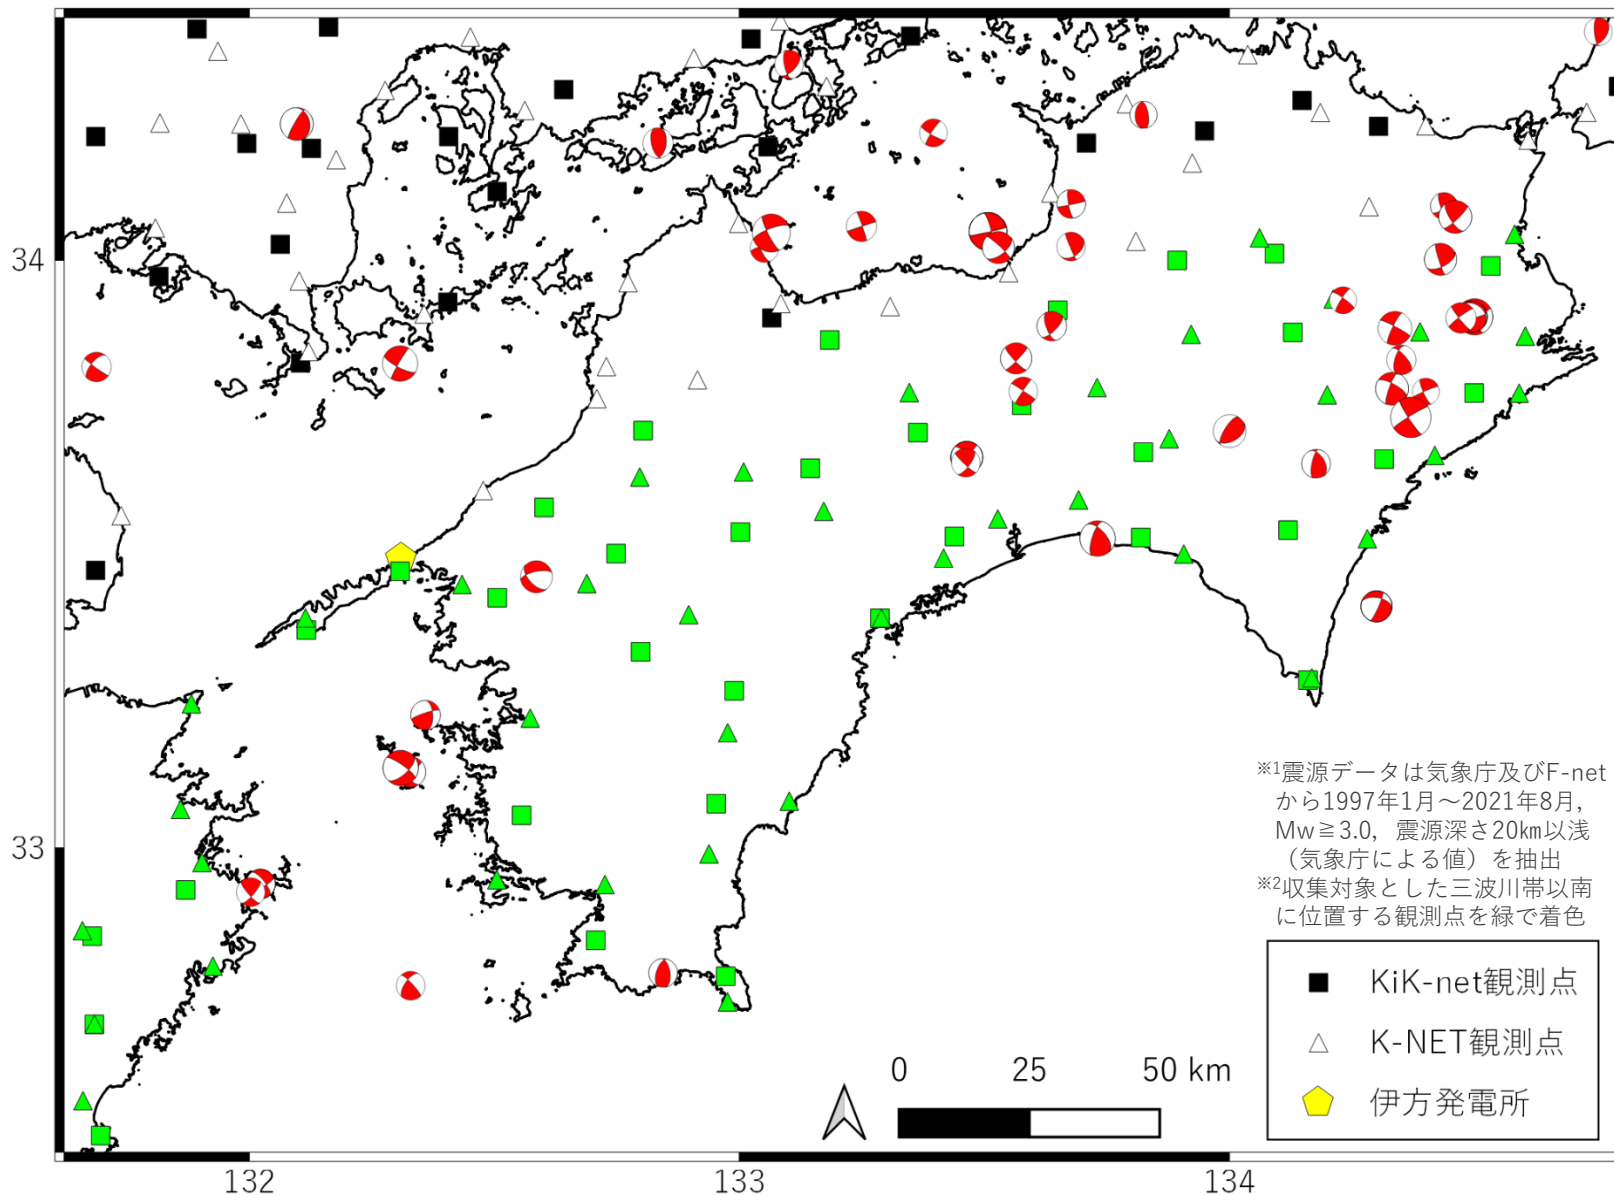 34
33
132
133
134
※1震源データは気象庁及びF-net
から1997年1月～2021年8月，
Mw≧3.0，震源深さ20㎞以浅
（気象庁による値）を抽出
※2収集対象とした三波川帯以南
に位置する観測点を緑で着色
KiK-net観測点
K-NET観測点
伊方発電所
0 25 50 km